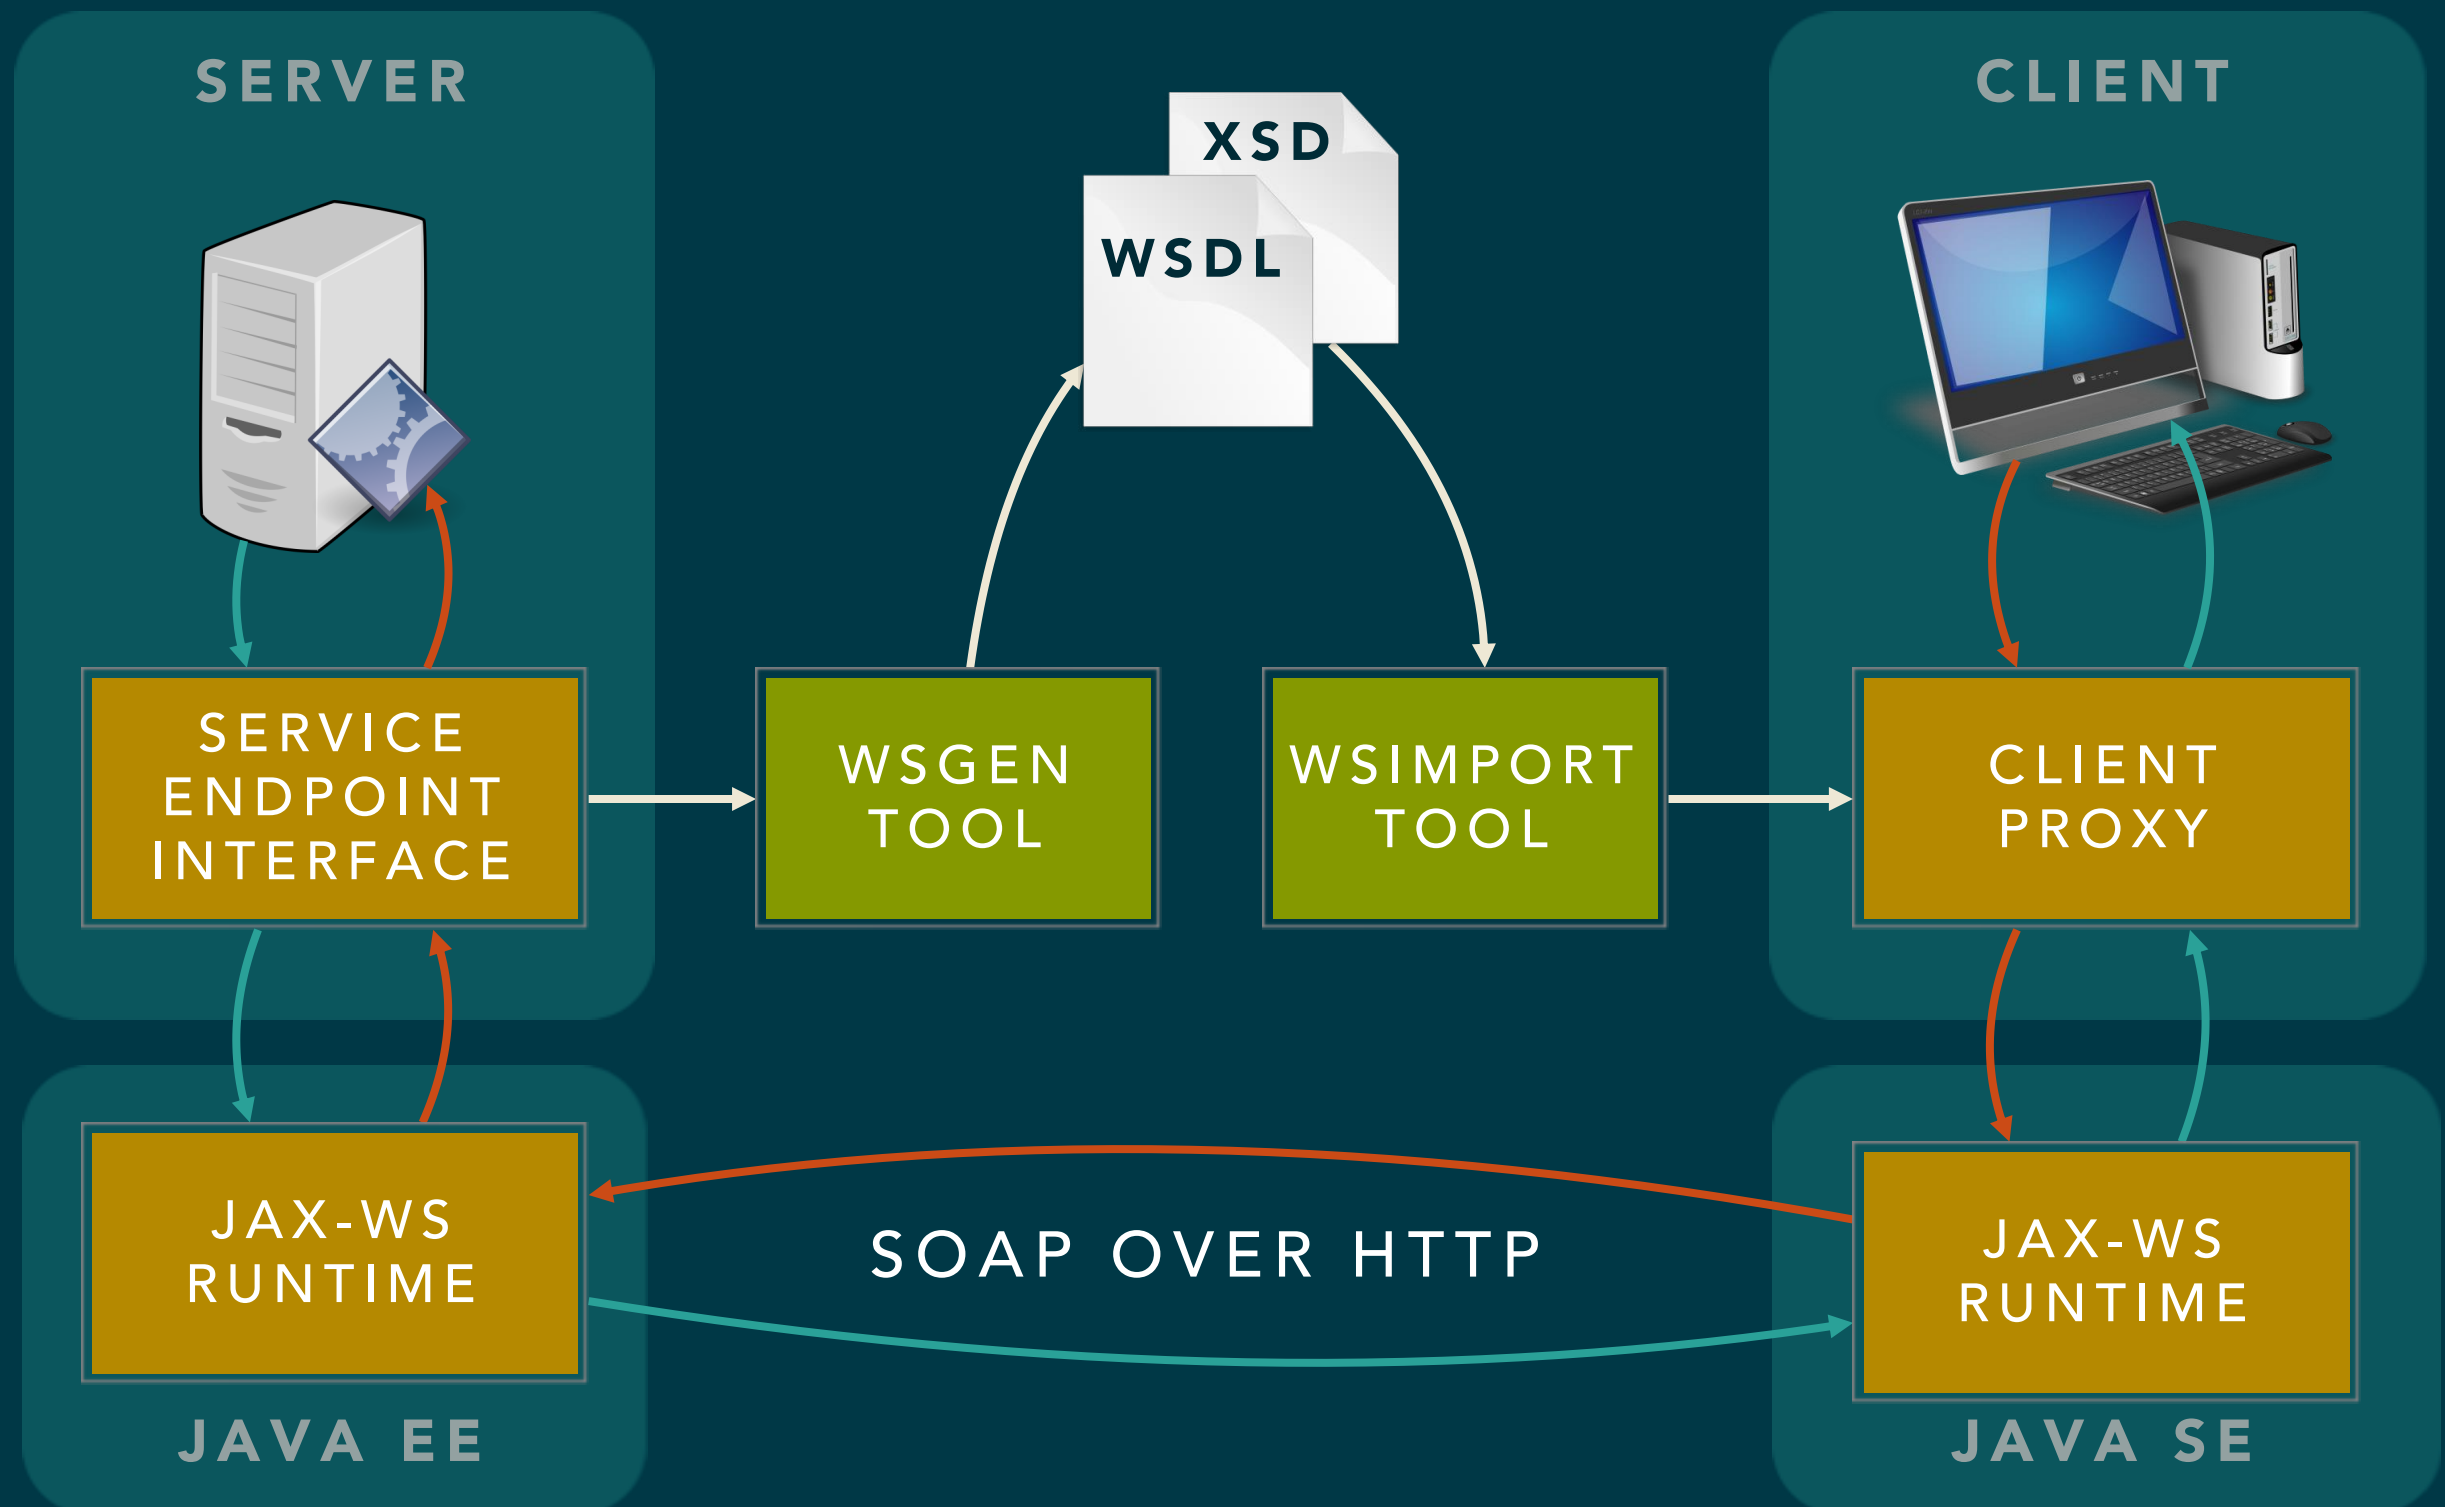 SERVER
CLIENT
XSD
WSDL
SERVICE
ENDPOINT
INTERFACE
WSGEN
TOOL
WSIMPORT
TOOL
CLIENT
PROXY
JAX-WS
RUNTIME
SOAP OVER HTTP
JAX-WS
RUNTIME
JAVA EE
JAVA SE